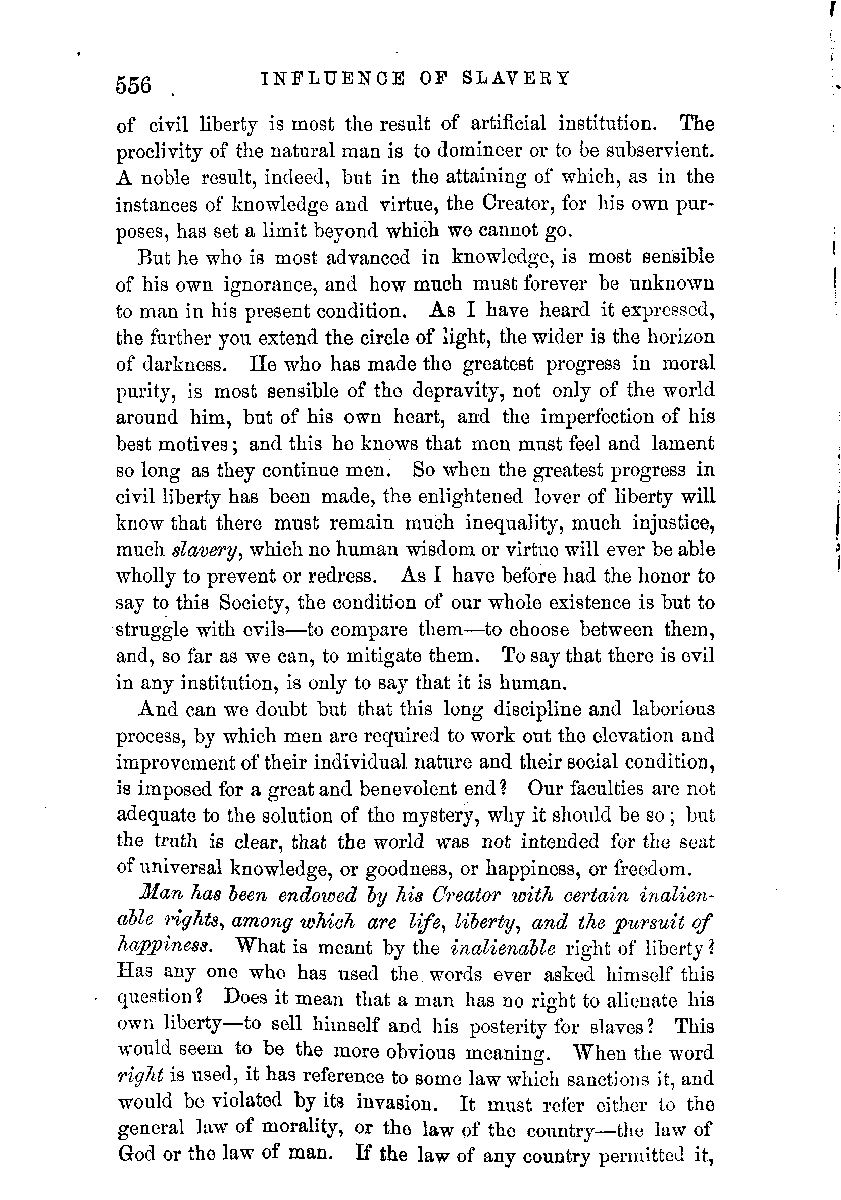 556
INFLUENCE OF SLAVERY
of civil liberty is most the result of artificial institution. The
proclivity of the natural man is to domineer or to be subservient.
A noble result, indeed, but in the attaining of which, as in the
instances of knowledge and virtue, the Creator, for his own pur-
poses, has set a limit beyond which we cannot go.
But he who is most advanced in knowledge, is most sensible
of his own ignorance, and how much must forever be unknown
to man in his present condition. As I have heard it expressed,
the further you extend the circle of light, the wider is the horizon
of darkness. He who has made the greatest progress in moral
purity, is most sensible of the depravity, not only of the world
around him, but of his own heart, and the imperfection of his
best motives; and this he knows that men must feel and lament
so long as they continue men. So when the greatest progress in
civil liberty has been made, the enlightened lover of liberty will
know that there must remain much inequality, much injustice,
much slavery, which no human wisdom or virtue will ever be able
wholly to prevent or redress. As I have before had the honor to
say to this Society, the condition of our whole existence is but to
struggle with evils—to compare them—to choose between them,
and, so far as we can, to mitigate them. To say that there is evil
in any institution, is only to say that it is human.
And can we doubt but that this long discipline and laborious
process, by which men are required to work out the elevation and
improvement of their individual nature and their social condition,
is imposed for a great and benevolent end? Our faculties are not
adequate to the solution of the mystery, why it should be so; but
the truth is clear, that the world was not intended for the seat
of universal knowledge, or goodness, or happiness, or freedom.
Man has been endowed by his Creator with certain inalien-
able rights, among which are life, liberty, and the pursuit of
happiness. What is meant by the inalienable right of liberty?
Has any one who has used the words ever asked himself this
question? Does it mean that a man has no right to alienate his
own liberty—to sell himself and his posterity for slaves? This
would seem to be the more obvious meaning. When the word
right is used, it has reference to some law which sanctions it, and
would be violated by its invasion. It must refer either to the
general law of morality, or the law of the country—the law of
God or the law of man. If the law of any country permitted it,